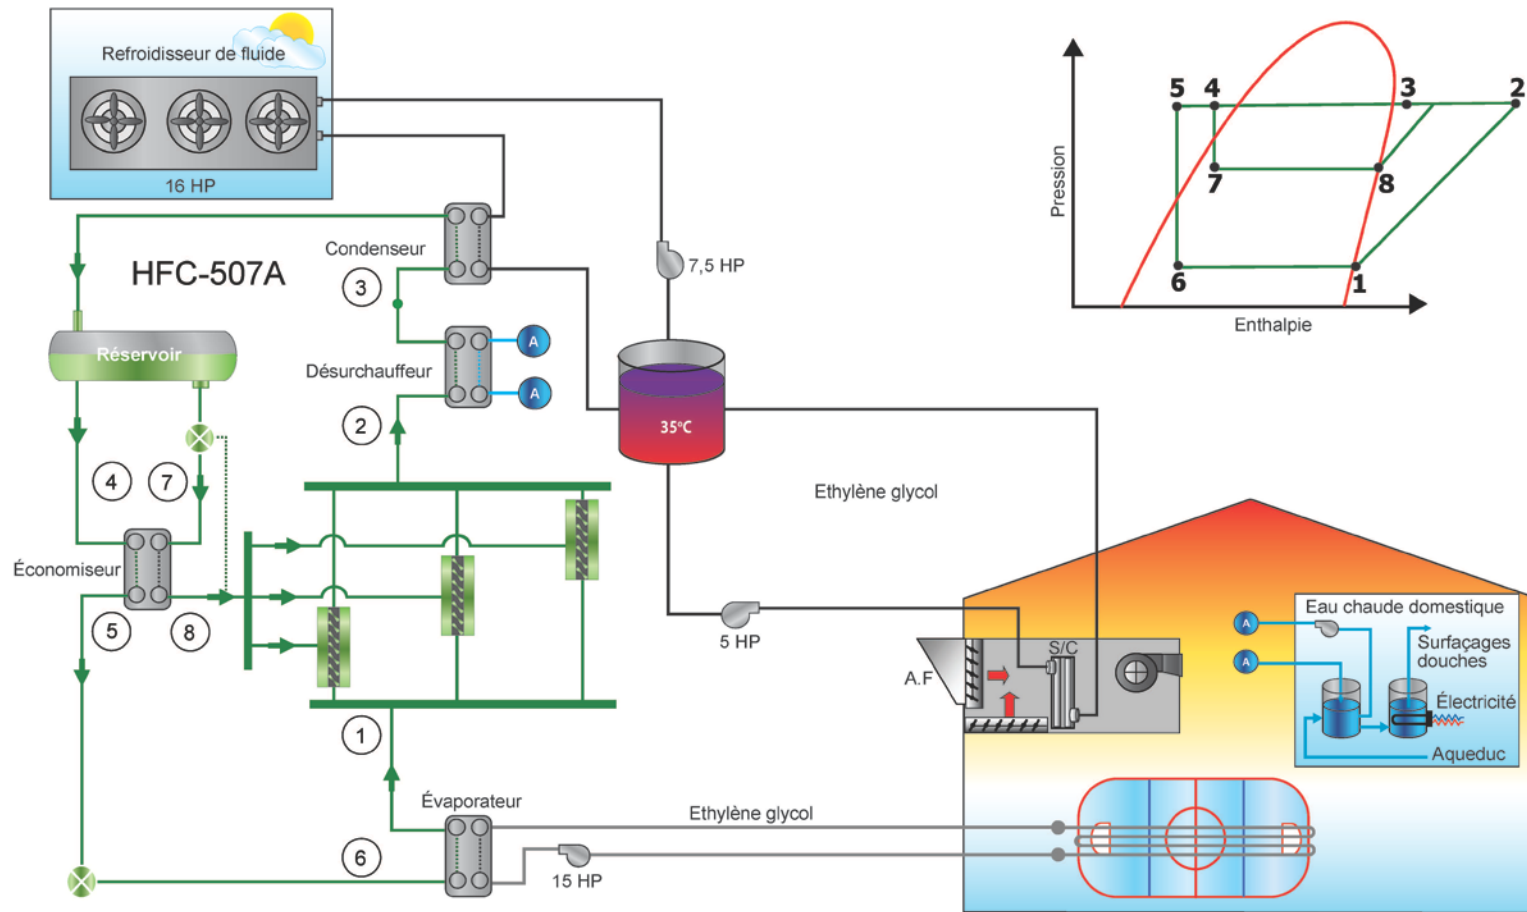 Refroidisseur de fluide
16 HP
HFC-507A
Condenseur
3
7,5 HP
Réservoir
Désurchauffeur
A
A
2
35°C
4
7
Ethylène glycol
Économiseur
5
8
5 HP
1
Évaporateur
6
Ethylène glycol
15 HP
Pression
5
4
3
2
7
8
6
1
Enthalpie
A.F
S/C
Eau chaude domestique
A
A
Surfaçages
douches
Électricité
Aqueduc